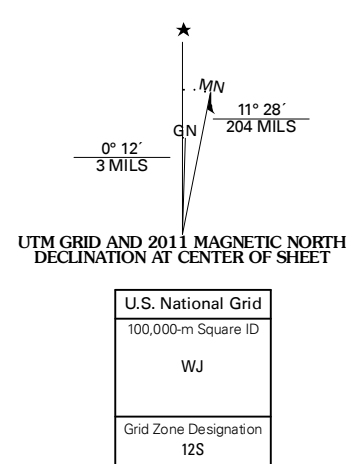 MN
GN
11° 28´
204 MILS
0° 12´
3 MILS
UTM GRID AND 2011 MAGNETIC NORTH
DECLINATION AT CENTER OF SHEET
U.S. National Grid
100,000-m Square ID
WJ
Grid Zone Designation
12S